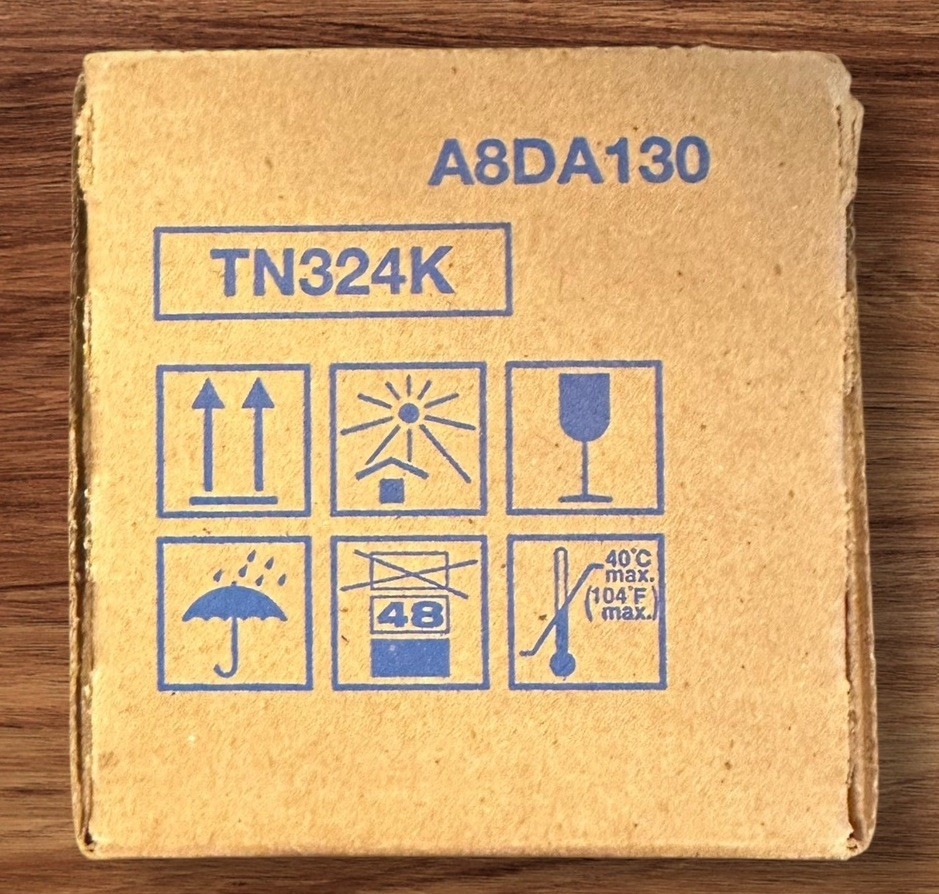 A8DA130
TN324K
48
40°C
max.
(104°F
max.)